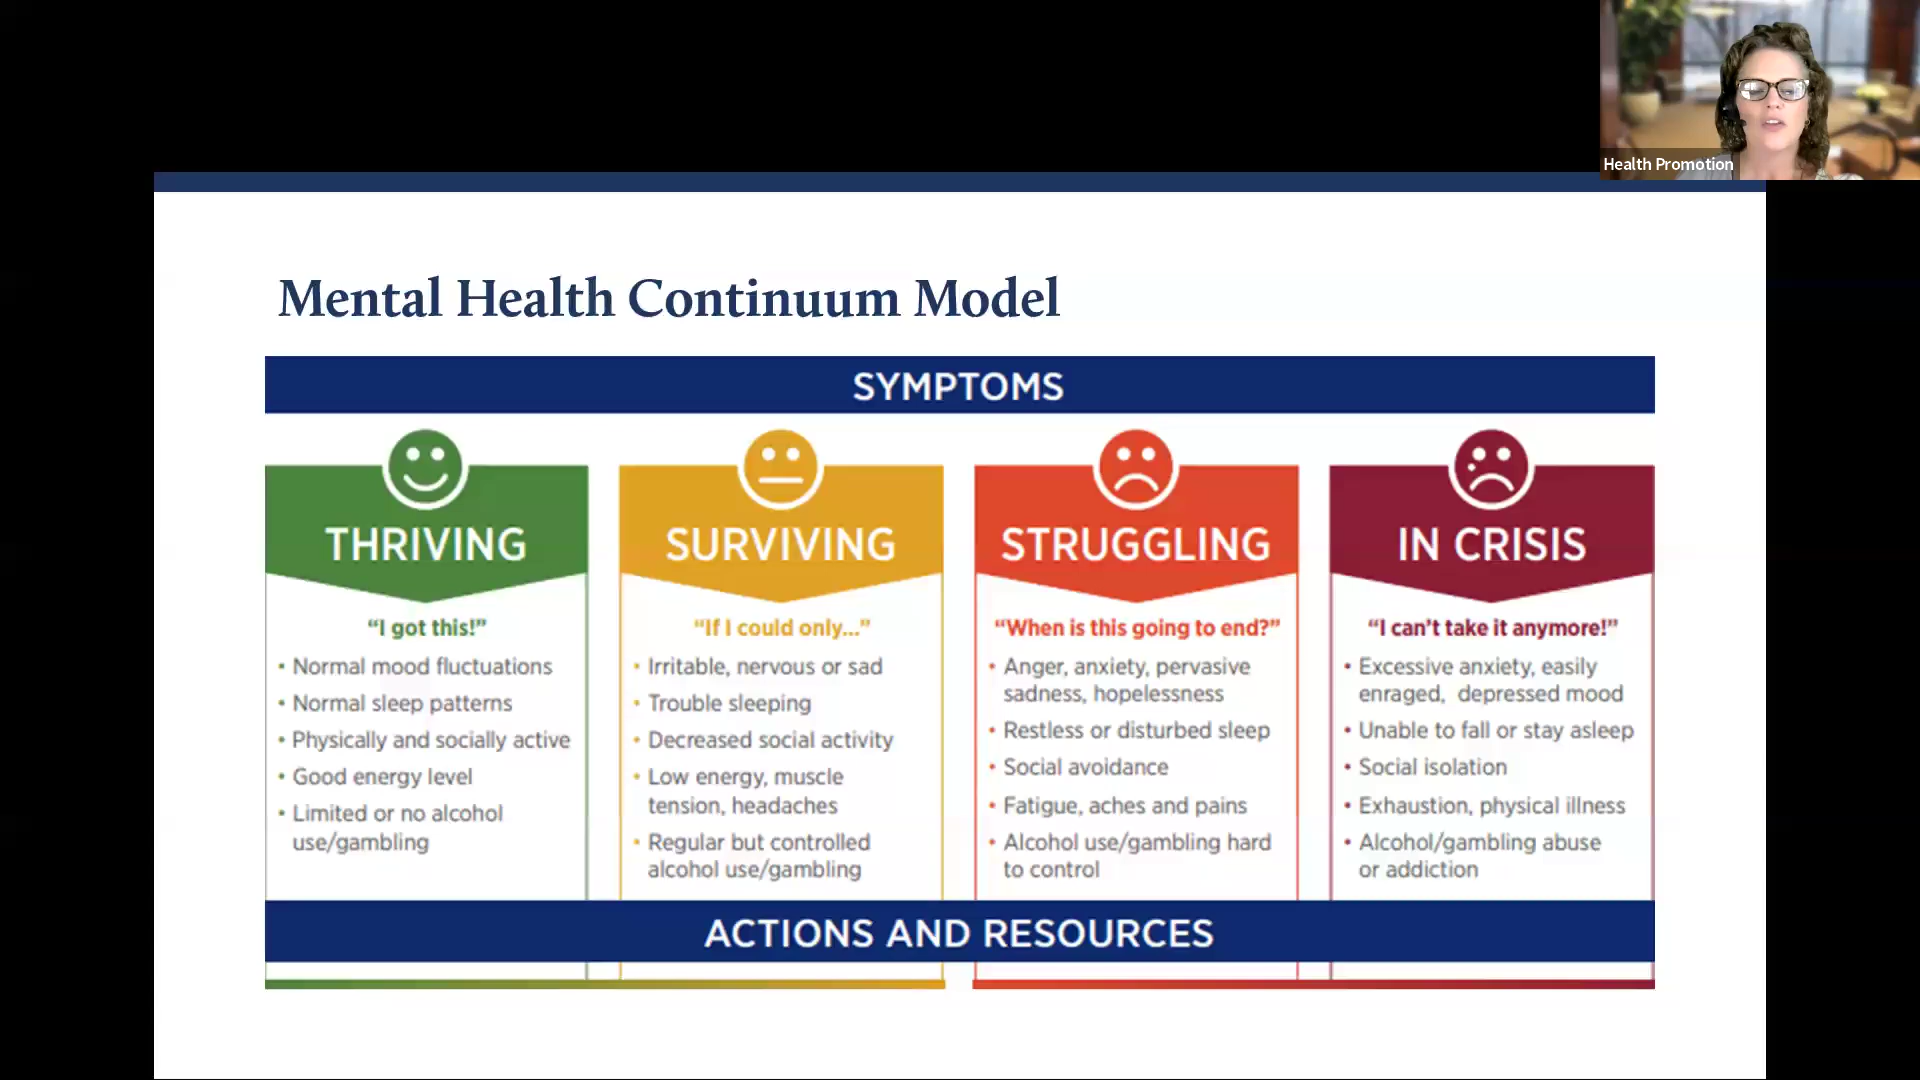 Health Promotion
Mental Health Continuum Model
SYMPTOMS
THRIVING
“I got this!”
• Normal mood fluctuations
• Normal sleep patterns
• Physically and socially active
• Good energy level
• Limited or no alcohol
use/gambling
SURVIVING
“If I could only...”
• Irritable, nervous or sad
• Trouble sleeping
• Decreased social activity
• Low energy, muscle
tension, headaches
• Regular but controlled
alcohol use/gambling
STRUGGLING
“When is this going to end?”
• Anger, anxiety, pervasive
sadness, hopelessness
• Restless or disturbed sleep
• Social avoidance
• Fatigue, aches and pains
• Alcohol use/gambling hard
to control
IN CRISIS
“I can’t take it anymore!”
• Excessive anxiety, easily
enraged, depressed mood
• Unable to fall or stay asleep
• Social isolation
• Exhaustion, physical illness
• Alcohol/gambling abuse
or addiction
ACTIONS AND RESOURCES